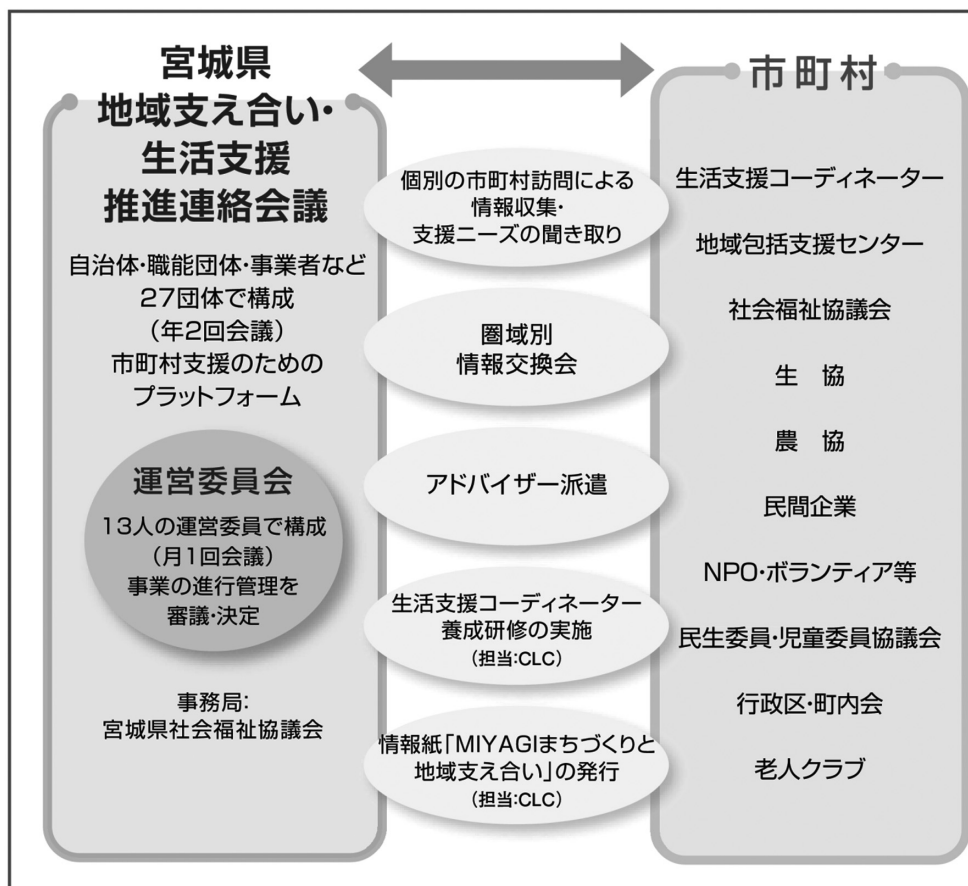 宮城県
地域支え合い・
生活支援
推進連絡会議
自治体・職能団体・事業者など
27団体で構成
（年2回会議）
市町村支援のための
プラットフォーム
運営委員会
13人の運営委員で構成
（月1回会議）
事業の進行管理を
審議・決定
事務局：
宮城県社会福祉協議会
個別の市町村訪問による
情報収集・
支援ニーズの聞き取り
圏域別
情報交換会
アドバイザー派遣
生活支援コーディネーター
養成研修の実施
（担当：CLC）
情報紙「MIYAGIまちづくりと
地域支え合い」の発行
（担当：CLC）
市町村
生活支援コーディネーター
地域包括支援センター
社会福祉協議会
生　協
農　協
民間企業
NPO・ボランティア等
民生委員・児童委員協議会
行政区・町内会
老人クラブ